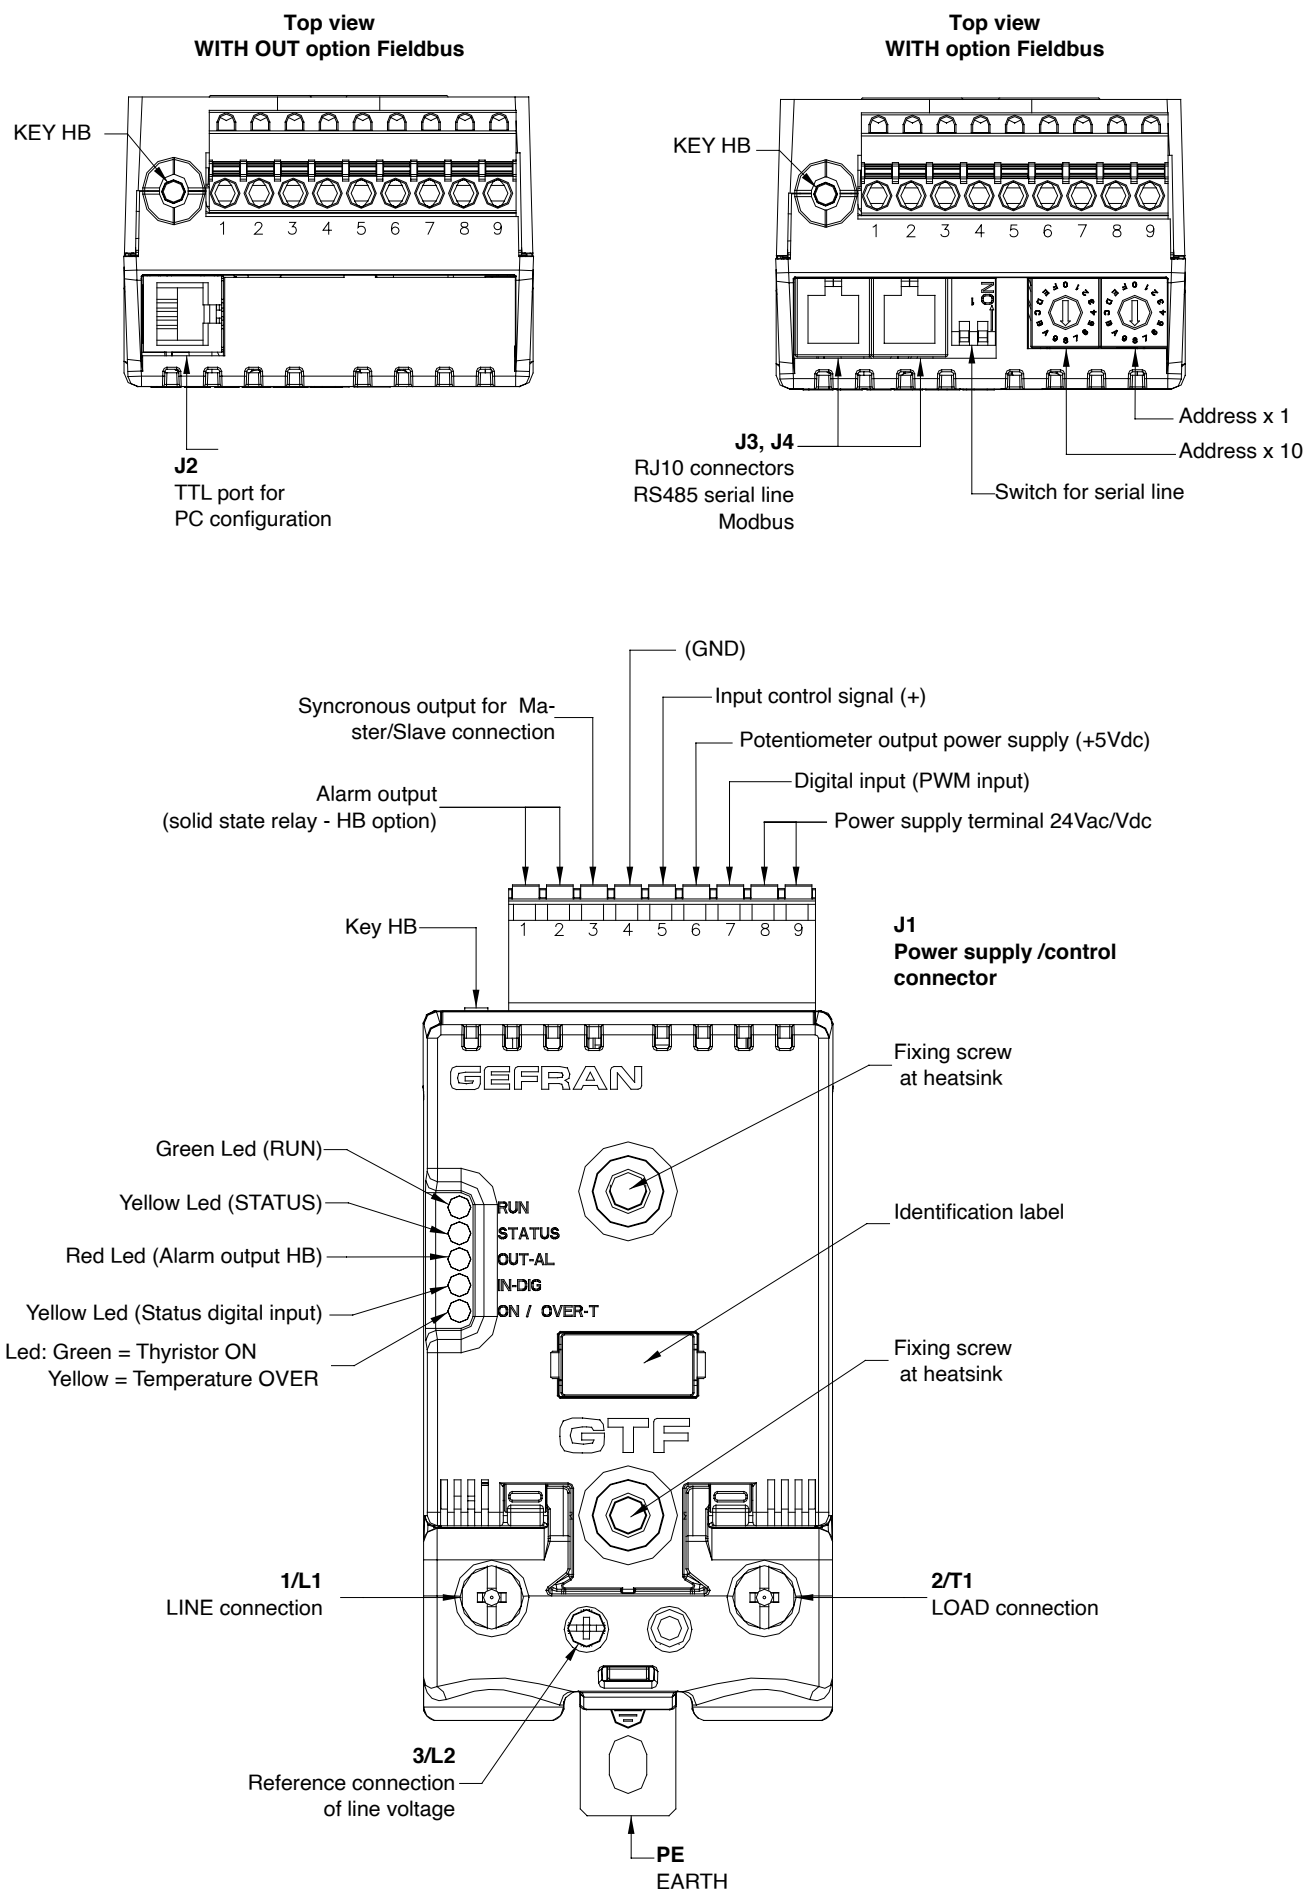 Top view
WITH OUT option Fieldbus
KEY HB
1 2 3 4 5 6 7 8 9
J2
TTL port for
PC configuration
Top view
WITH option Fieldbus
KEY HB
1 2 3 4 5 6 7 8 9
ON
1
Address x 1
Address x 10
J3, J4
RJ10 connectors
RS485 serial line
Modbus
Switch for serial line
(GND)
Syncronous output for Ma-
ster/Slave connection
Input control signal (+)
Potentiometer output power supply (+5Vdc)
Digital input (PWM input)
Alarm output
(solid state relay - HB option)
Power supply terminal 24Vac/Vdc
Key HB
1 2 3 4 5 6 7 8 9
J1
Power supply /control
connector
GEFRAN
Fixing screw
at heatsink
Green Led (RUN)
Yellow Led (STATUS)
Red Led (Alarm output HB)
Yellow Led (Status digital input)
Led: Green = Thyristor ON
Yellow = Temperature OVER
RUN
STATUS
OUT-AL
IN-DIG
ON / OVER-T
Identification label
Fixing screw
at heatsink
GTF
1/L1
LINE connection
2/T1
LOAD connection
3/L2
Reference connection
of line voltage
PE
EARTH